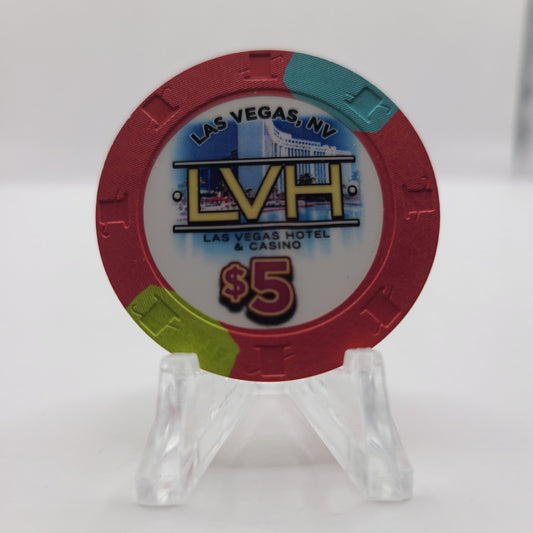 LAS VEGAS, NV
LVH
LAS VEGAS HOTEL
& CASINO
$5